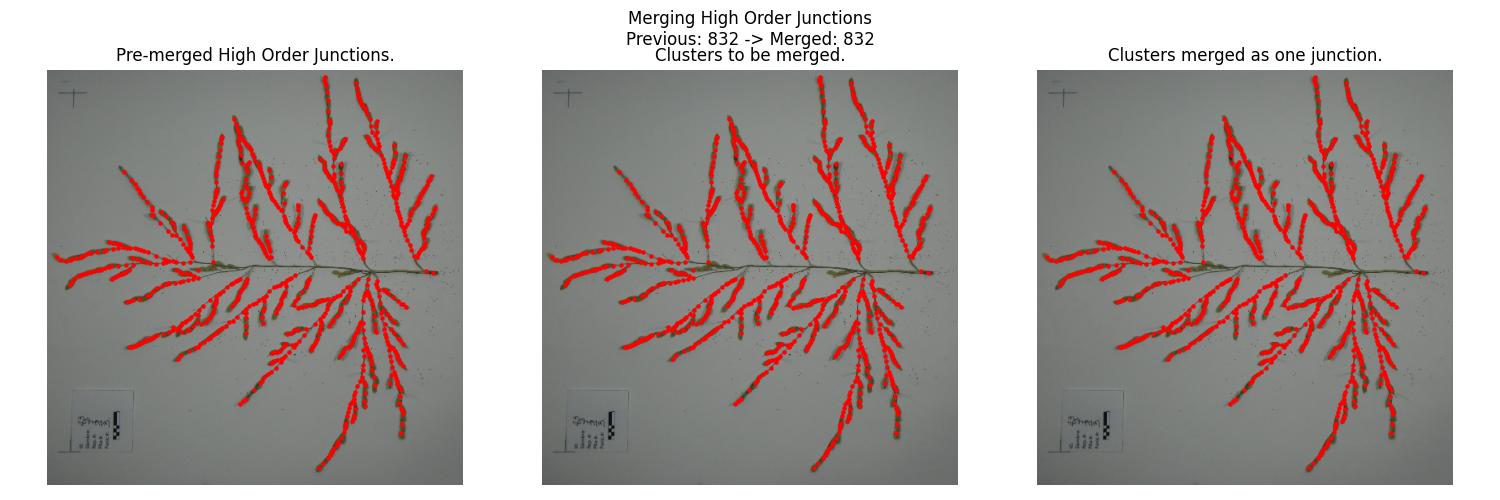 Merging High Order Junctions
Previous: 832 -> Merged: 832
Pre-merged High Order Junctions.
Clusters to be merged.
Clusters merged as one junction.